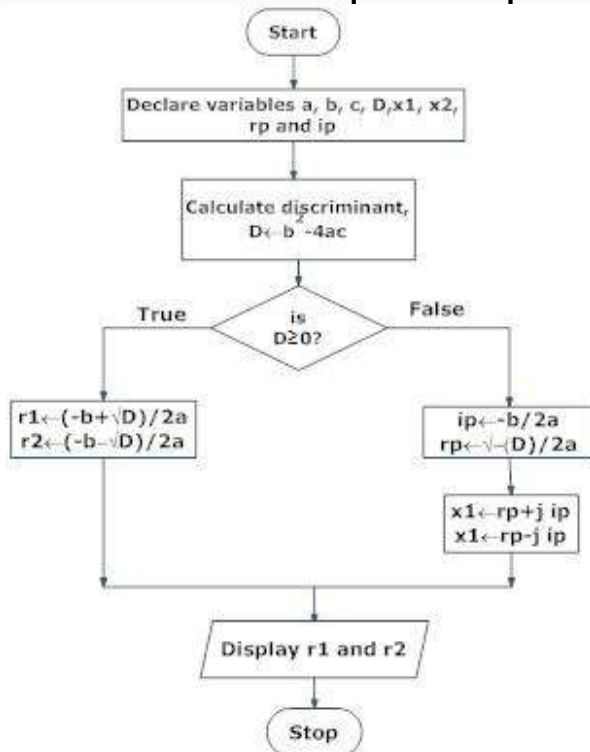 Start
Declare variables a, b, c, D,x1, x2,
rp and ip
Calculate discriminant,
D←b²-4ac
is
D≥0?
True
False
r1←(-b+√D)/2a
r2←(-b-√D)/2a
ip←-b/2a
rp←√-(D)/2a
x1←rp+j ip
x1←rp-j ip
Display r1 and r2
Stop